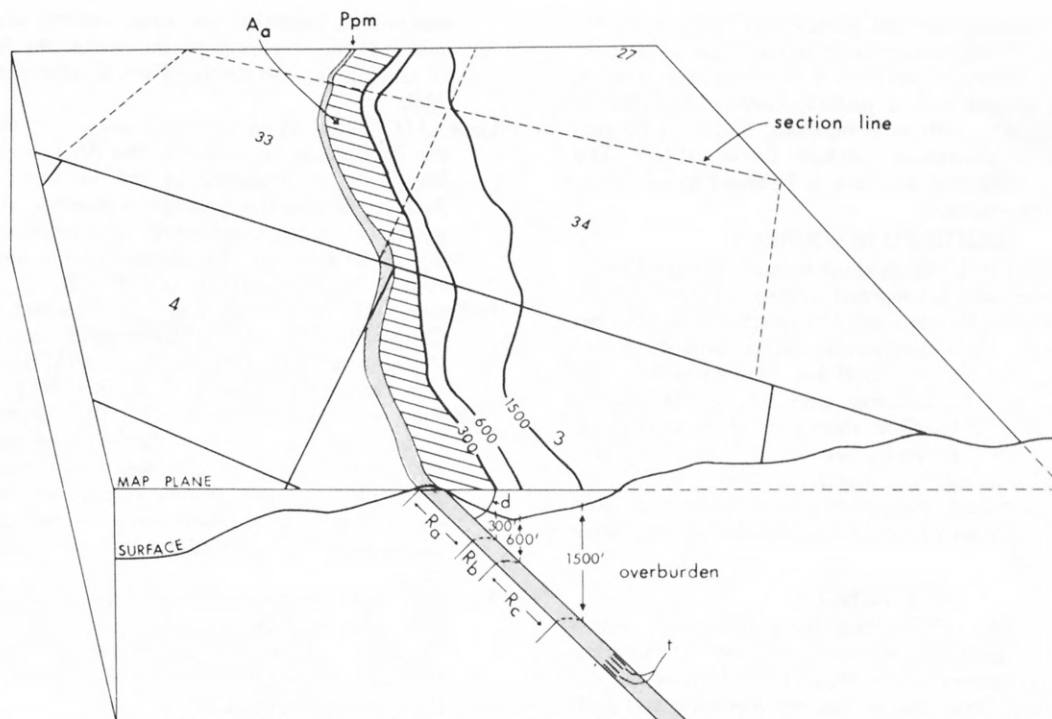 Ppm
Aa
27
33
section line
34
4
1500
3
600
300
MAP PLANE
d
SURFACE
Ra
300'
600'
Rb
1500'
overburden
Rc
t